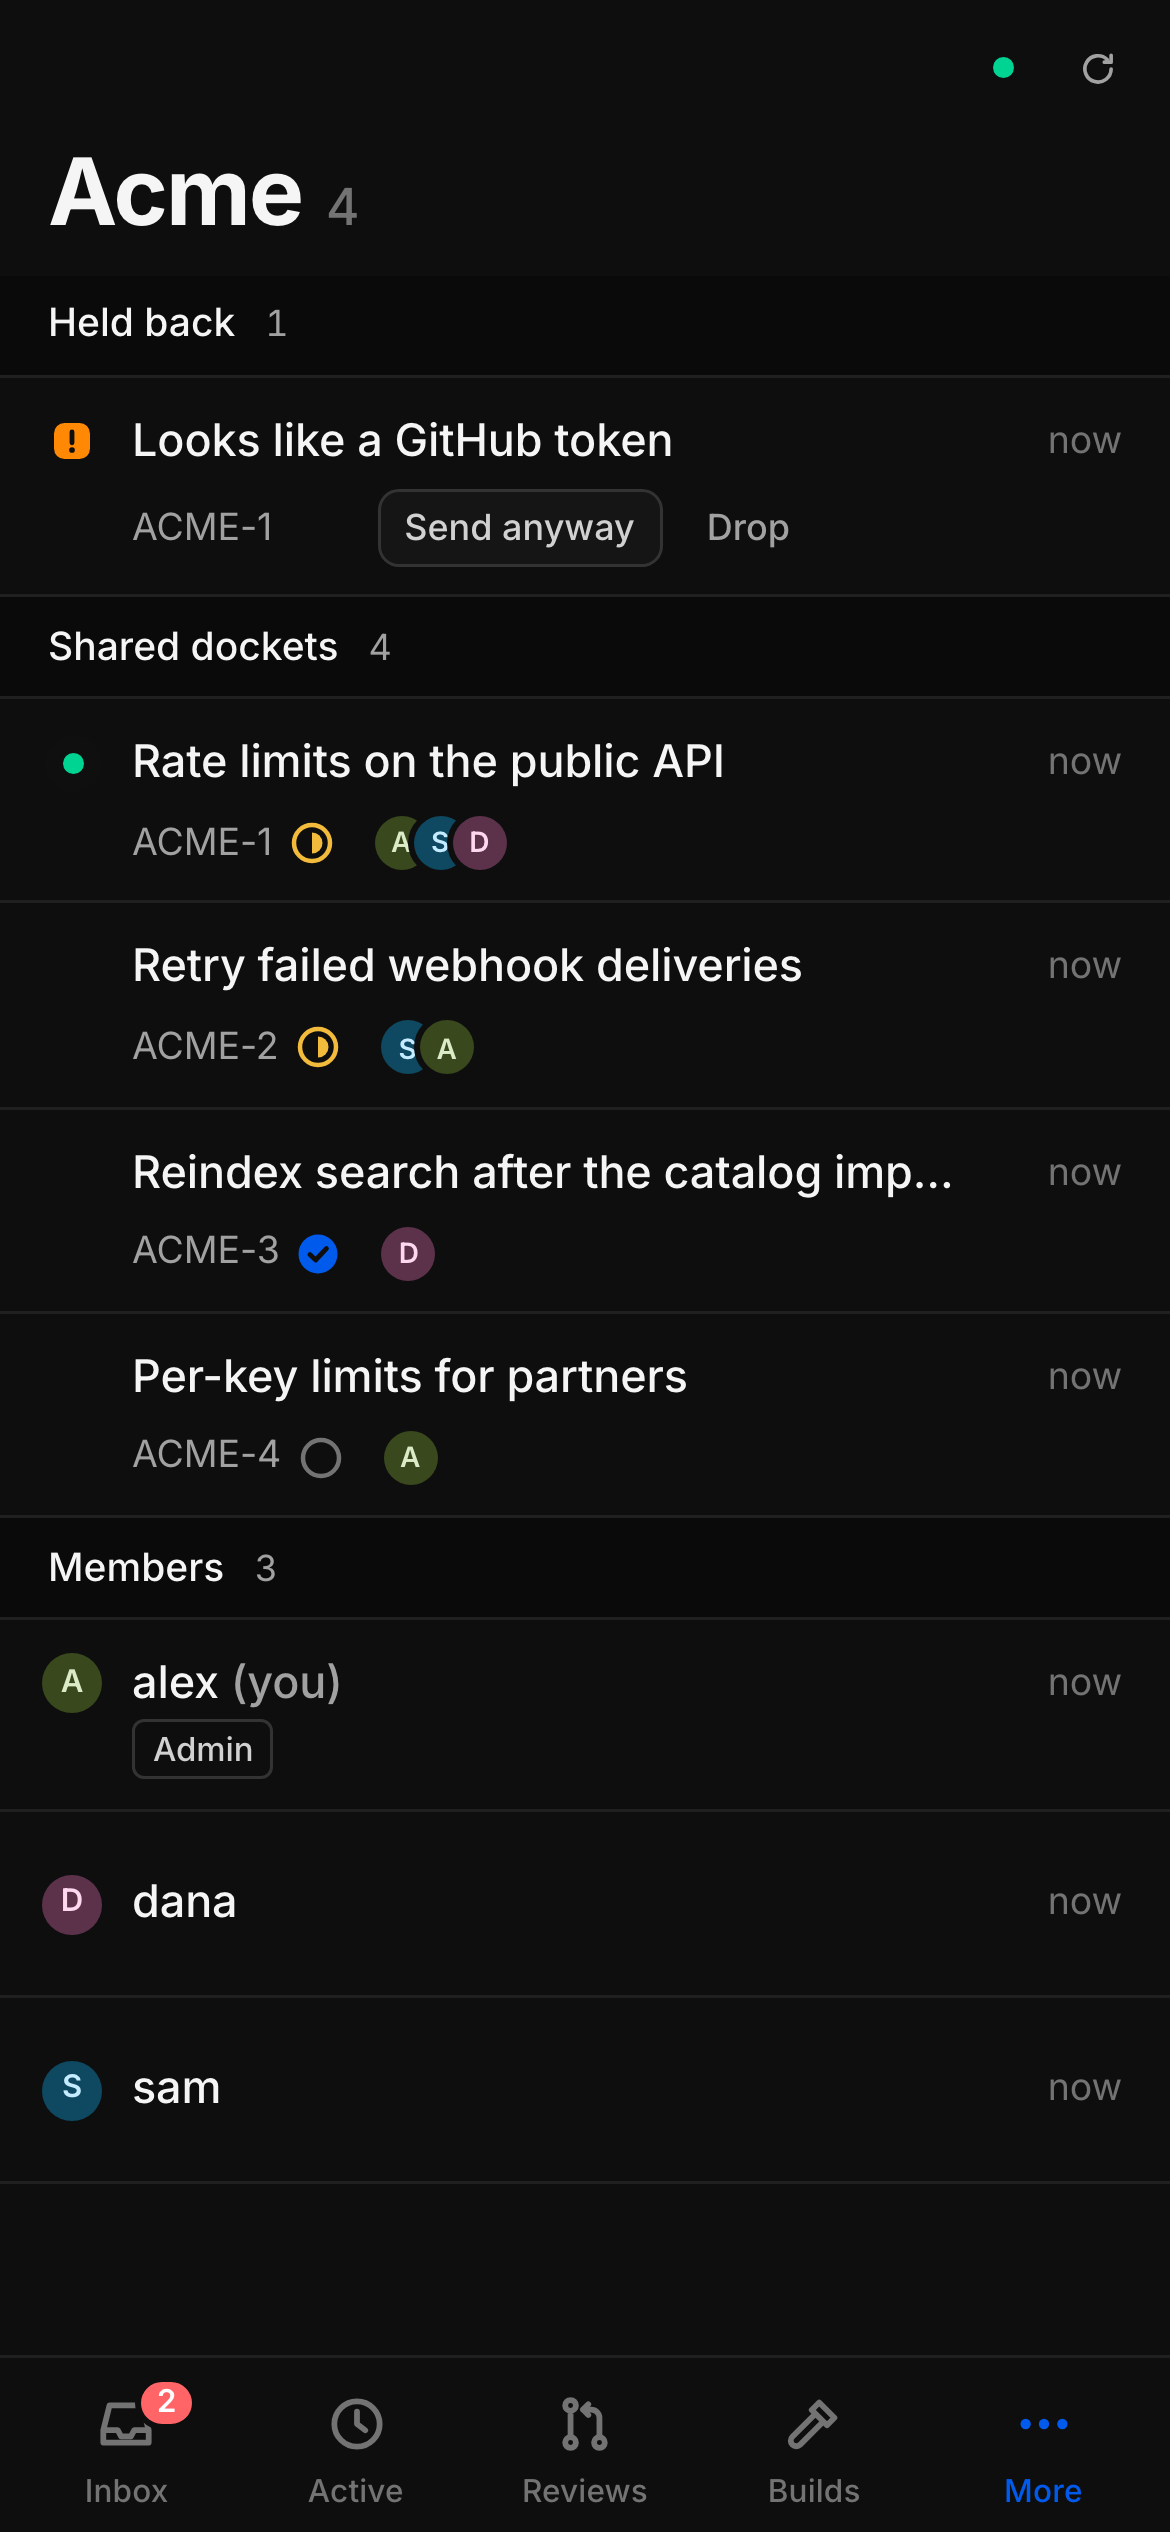 Acme 4
Held back 1
Looks like a GitHub token now
ACME-1 Send anyway Drop
Shared dockets 4
Rate limits on the public API now
ACME-1 A S D
Retry failed webhook deliveries now
ACME-2 S A
Reindex search after the catalog imp... now
ACME-3 D
Per-key limits for partners now
ACME-4 A
Members 3
A alex (you) now
Admin
D dana now
S sam now
2
Inbox Active Reviews Builds More